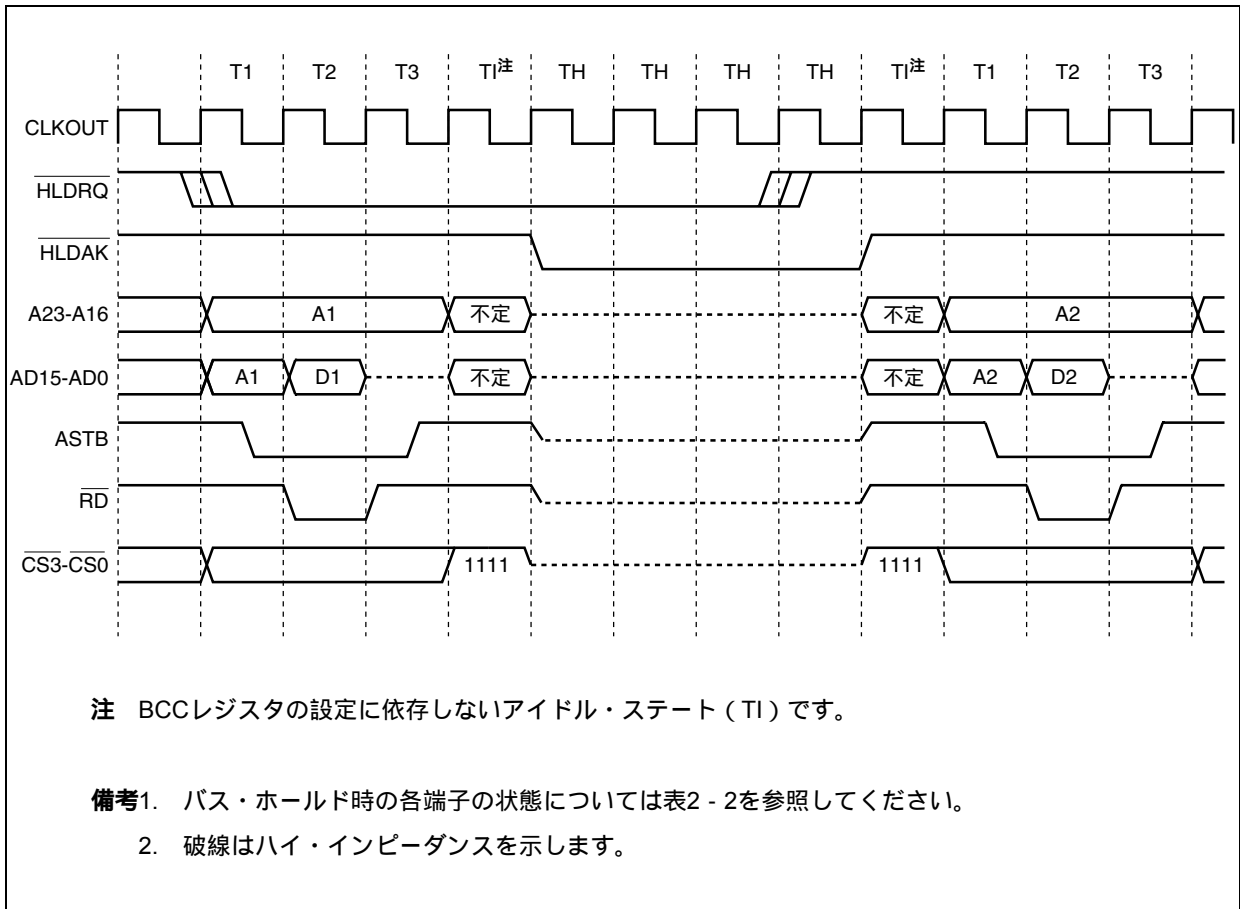 T1 T2 T3 TI注 TH TH TH TH TI注 T1 T2 T3
CLKOUT
HLDRQ
HLDAK
A23-A16 A1 不定 不定 A2
AD15-AD0 A1 D1 不定 不定 A2 D2
ASTB
RD
CS3-CS0 1111 1111
注 BCCレジスタの設定に依存しないアイドル・ステート（TI）です。
備考1. バス・ホールド時の各端子の状態については表2 - 2を参照してください。
2. 破線はハイ・インピーダンスを示します。